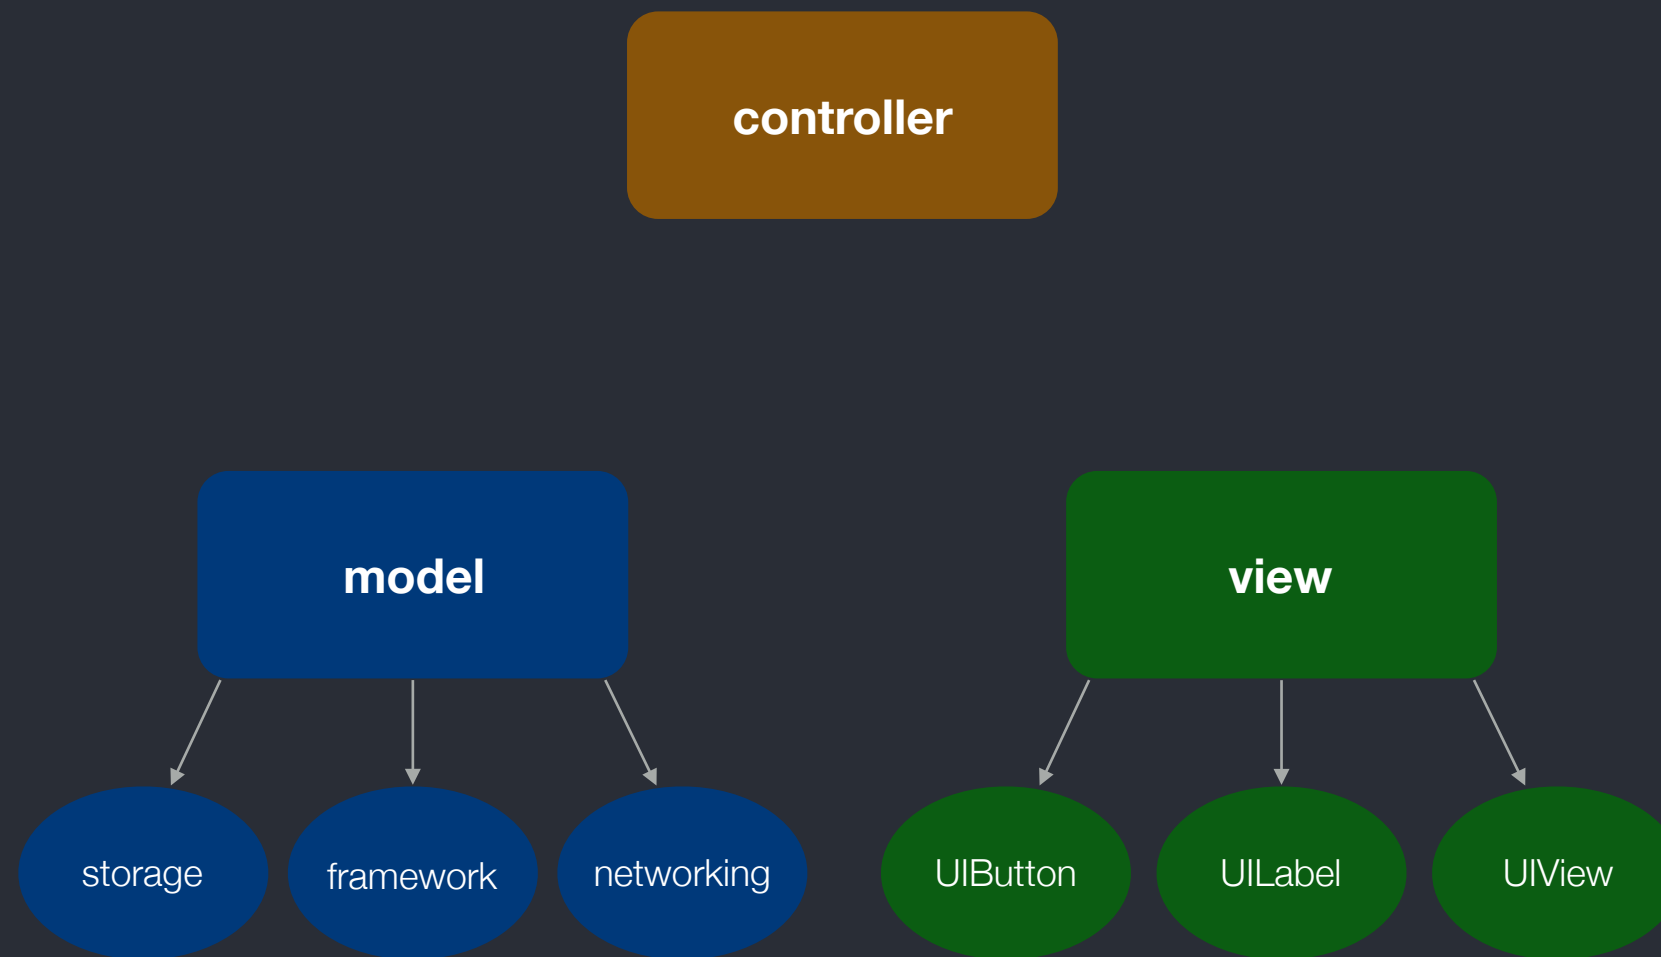 controller
model
view
storage
framework
networking
UIButton
UILabel
UIView